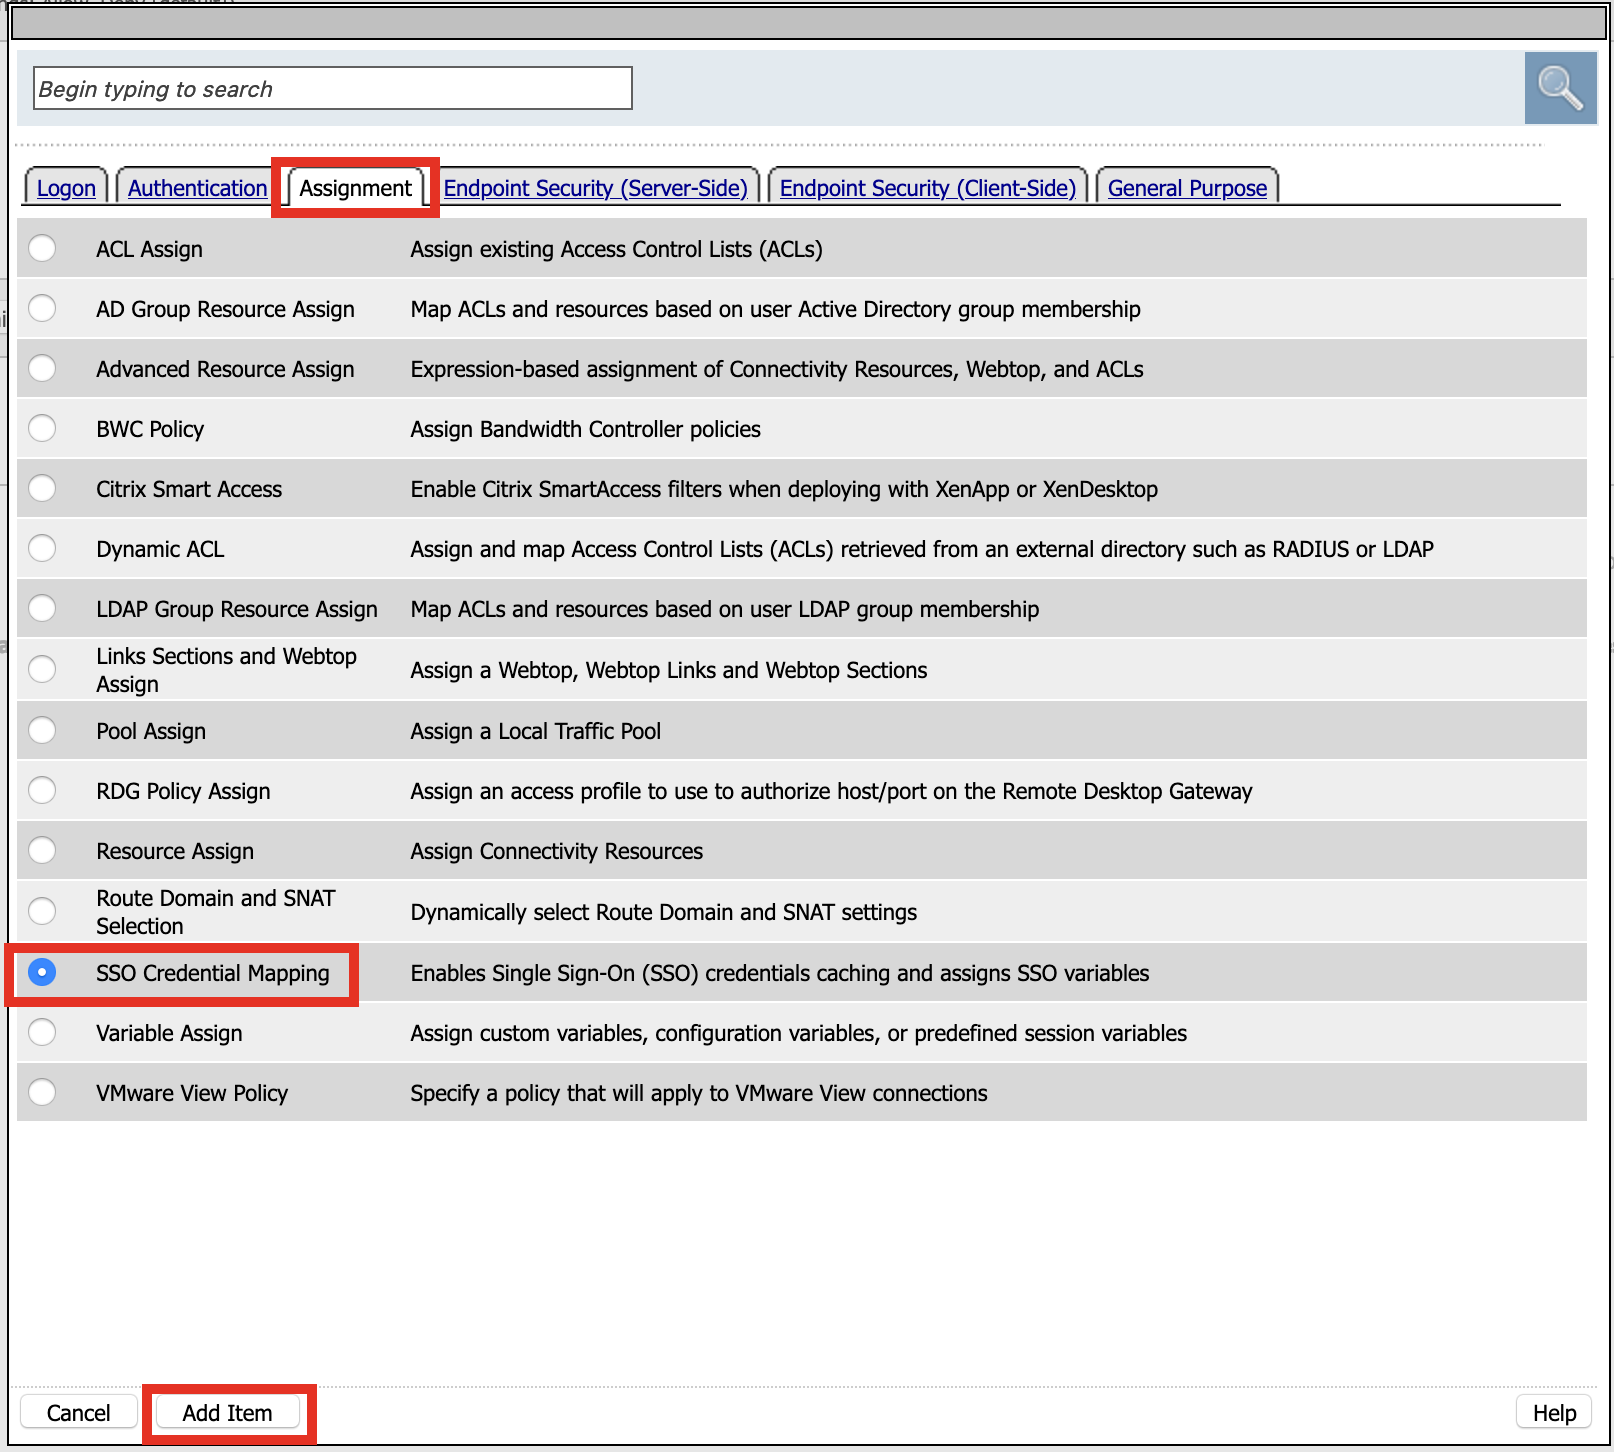 Begin typing to search
Logon Authentication Assignment Endpoint Security (Server-Side) Endpoint Security (Client-Side) General Purpose
ACL Assign Assign existing Access Control Lists (ACLs)
AD Group Resource Assign Map ACLs and resources based on user Active Directory group membership
Advanced Resource Assign Expression-based assignment of Connectivity Resources, Webtop, and ACLs
BWC Policy Assign Bandwidth Controller policies
Citrix Smart Access Enable Citrix SmartAccess filters when deploying with XenApp or XenDesktop
Dynamic ACL Assign and map Access Control Lists (ACLs) retrieved from an external directory such as RADIUS or LDAP
LDAP Group Resource Assign Map ACLs and resources based on user LDAP group membership
Links Sections and Webtop
Assign
Assign a Webtop, Webtop Links and Webtop Sections
Pool Assign Assign a Local Traffic Pool
RDG Policy Assign Assign an access profile to use to authorize host/port on the Remote Desktop Gateway
Resource Assign Assign Connectivity Resources
Route Domain and SNAT
Selection
Dynamically select Route Domain and SNAT settings
SSO Credential Mapping Enables Single Sign-On (SSO) credentials caching and assigns SSO variables
Variable Assign Assign custom variables, configuration variables, or predefined session variables
VMware View Policy Specify a policy that will apply to VMware View connections
Cancel Add Item Help